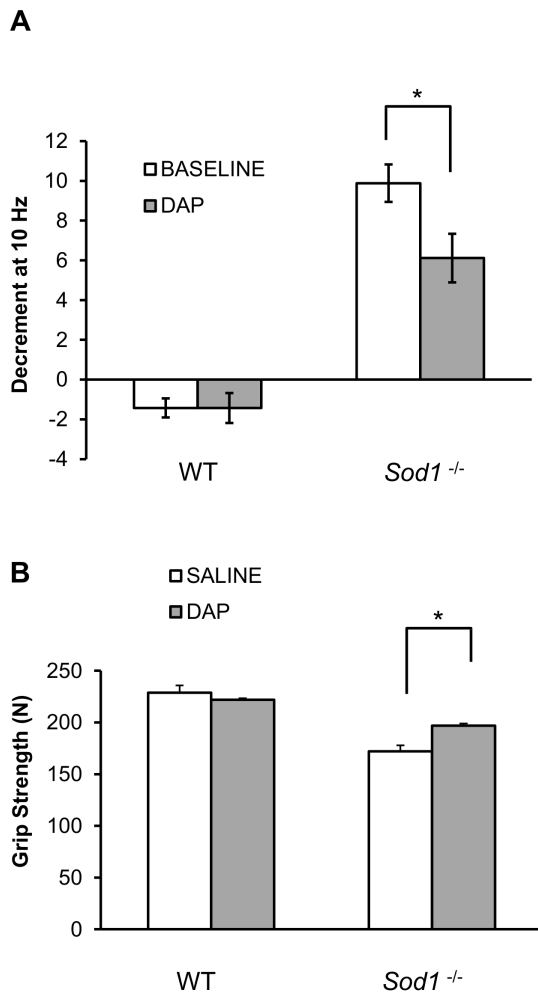 A
*
12
BASELINE
10
DAP
8
6
4
2
0
-2
-4
Decrement at 10 Hz
WT
Sod1 -/-
B
SALINE
DAP
*
250
200
150
100
50
0
Grip Strength (N)
WT
Sod1 -/-